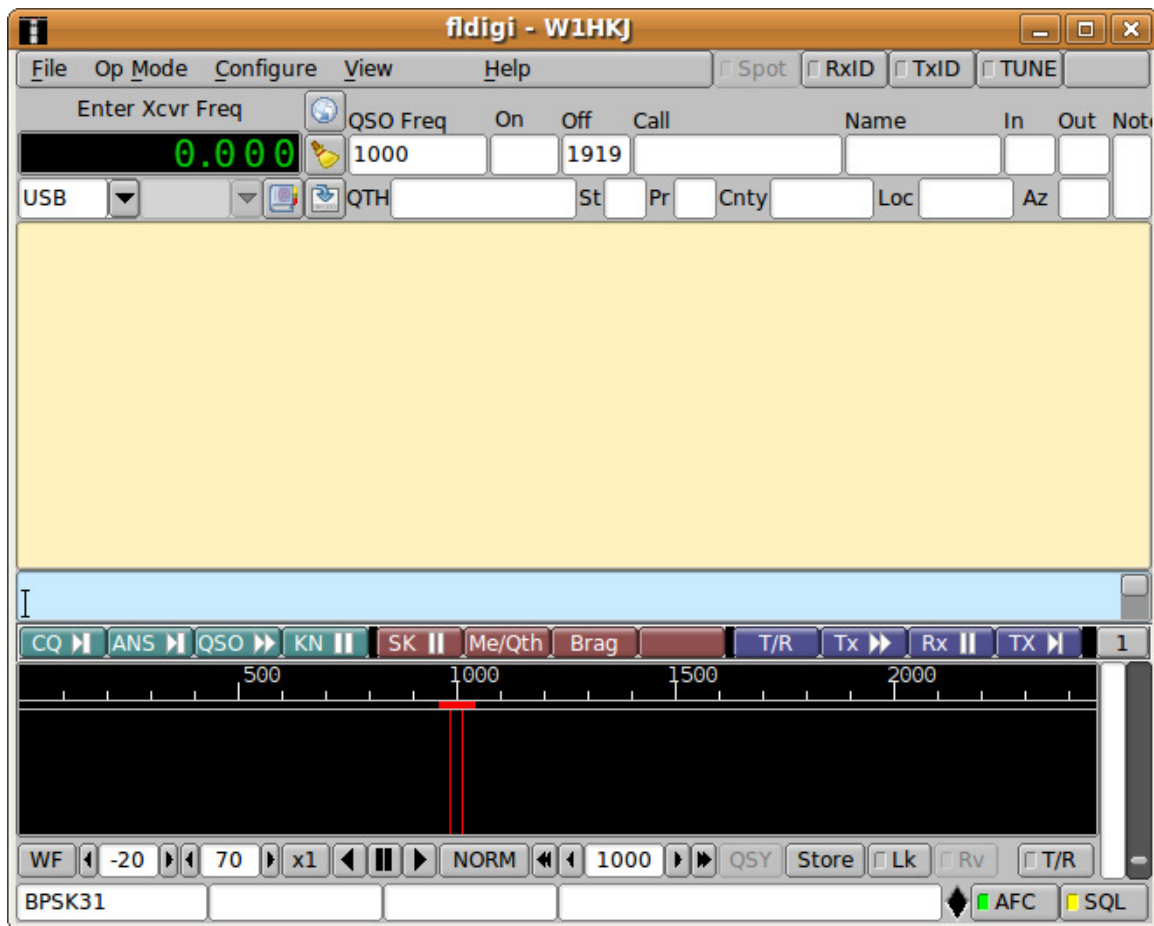 fldigi - W1HKJ
File Op Mode Configure View Help Spot RxID TxID TUNE
Enter Xcvr Freq QSO Freq On Off Call Name In Out Note
0.000 1000 1919
USB QTH St Pr Cnty Loc Az
CQ ANS QSO KN SK Me/Qth Brag T/R Tx Rx TX 1
500 1000 1500 2000
WF -20 70 x1 NORM 1000 QSY Store Lk Rv T/R
BPSK31 AFC SQL